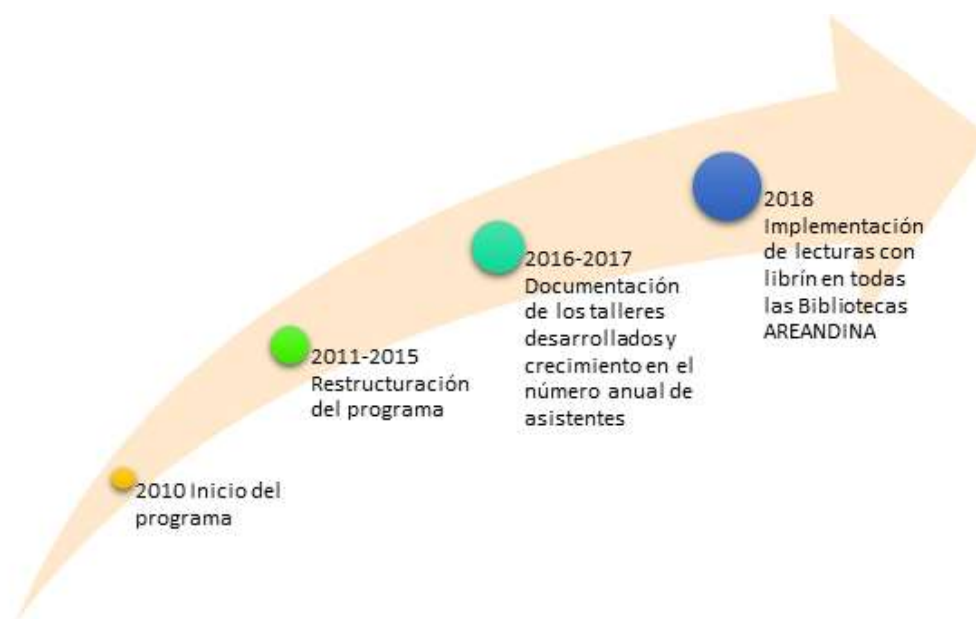 2010 Inicio del
programa
2011-2015
Restructuración
del programa
2016-2017
Documentación
de los talleres
desarrollados y
crecimiento en el
número anual de
asistentes
2018
Implementación
de lecturas con
librín en todas
las Bibliotecas
AREANDINA